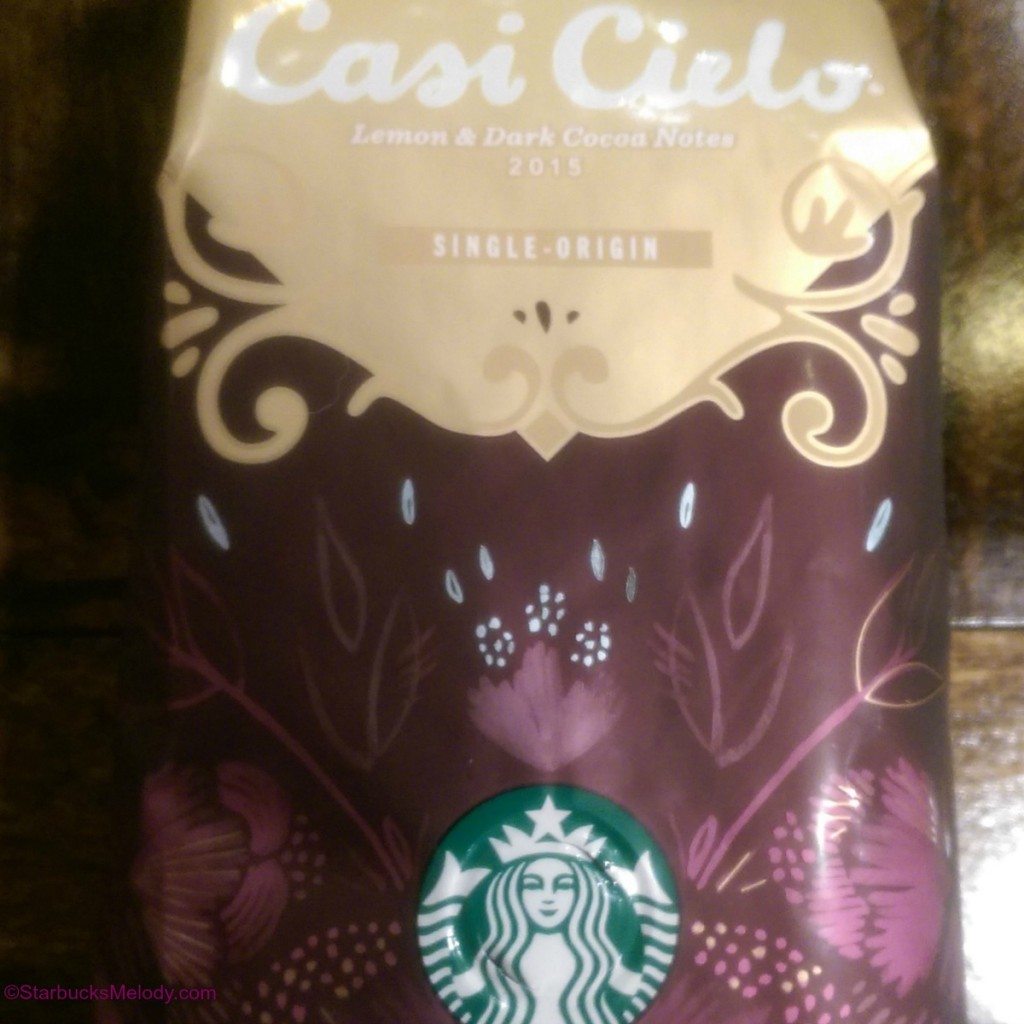 Casi Cielo
Lemon & Dark Cocoa Notes
2015
SINGLE-ORIGIN
©StarbucksMelody.com